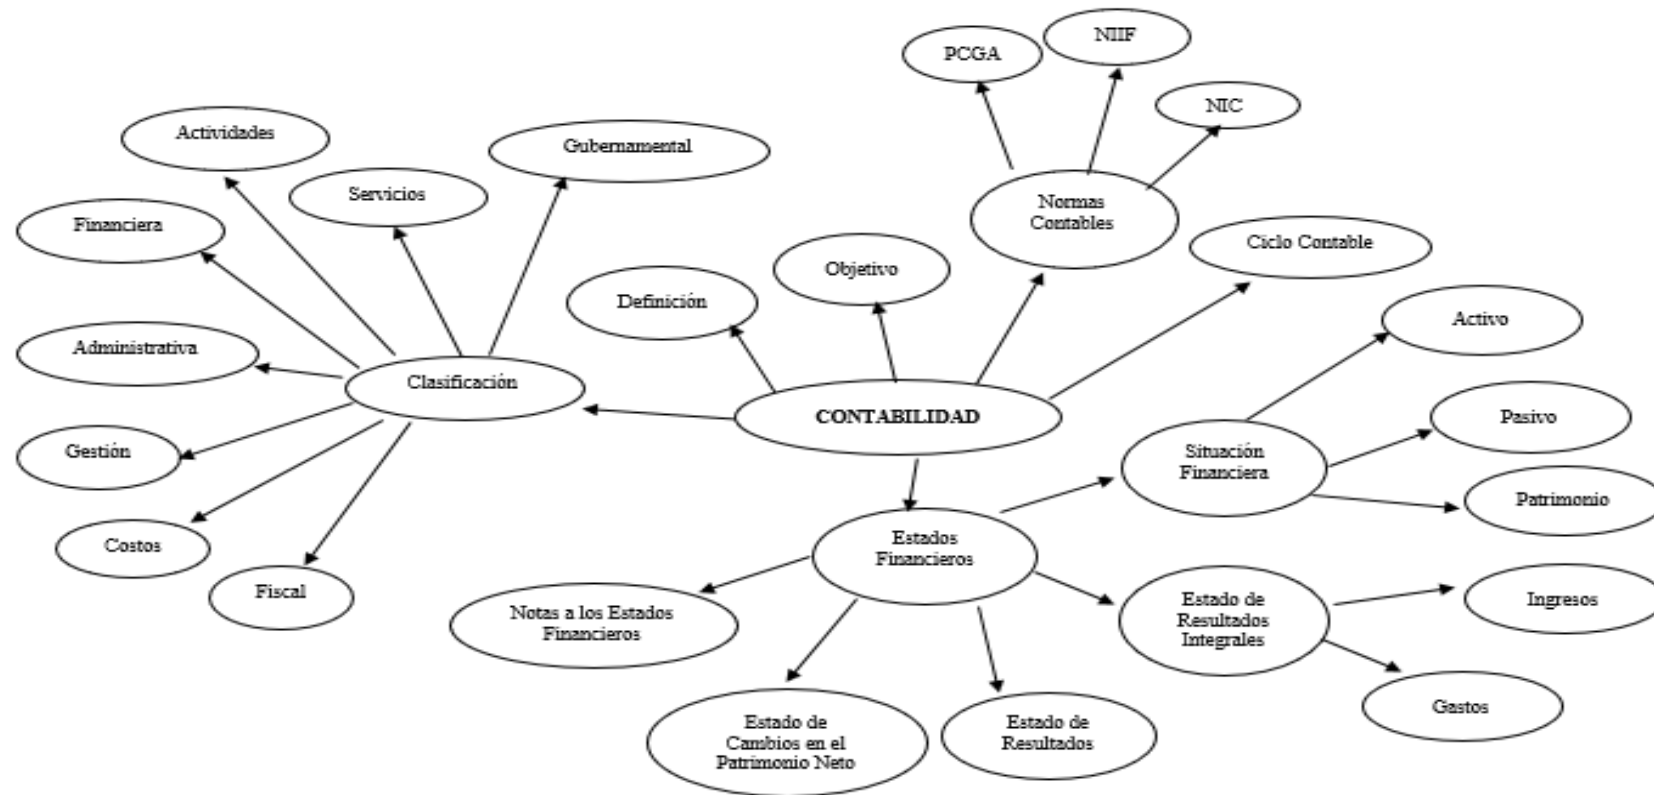 NIIF
PCGA
NIC
Actividades
Gubernamental
Servicios
Normas
Contables
Financiera
Ciclo Contable
Objetivo
Definición
Activo
Administrativa
Clasificación
CONTABILIDAD
Pasivo
Gestión
Situación
Financiera
Patrimonio
Costos
Estados
Financieros
Fiscal
Notas a los Estados
Financieros
Estado de
Resultados
Integrales
Ingresos
Gastos
Estado de
Cambios en el
Patrimonio Neto
Estado de
Resultados